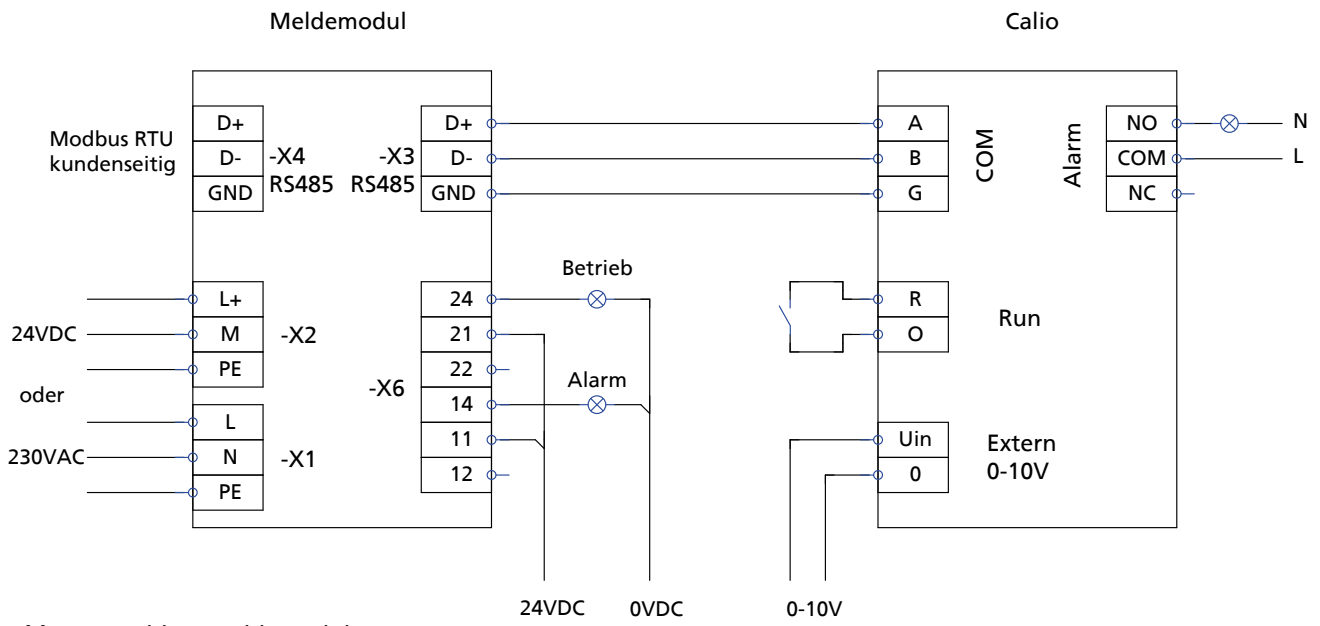 Meldemodul
Calio
Modbus RTU
kundenseitig
D+
D-
GND
-X4
RS485
-X3
RS485
D+
D-
GND
A
B
G
COM
Alarm
NO
COM
NC
N
L
24VDC
oder
230VAC
L+
M
PE
-X2
L
N
PE
-X1
-X6
24
21
22
14
11
12
Betrieb
Alarm
R
O
Run
Uin
0
Extern
0-10V
24VDC
0VDC
0-10V